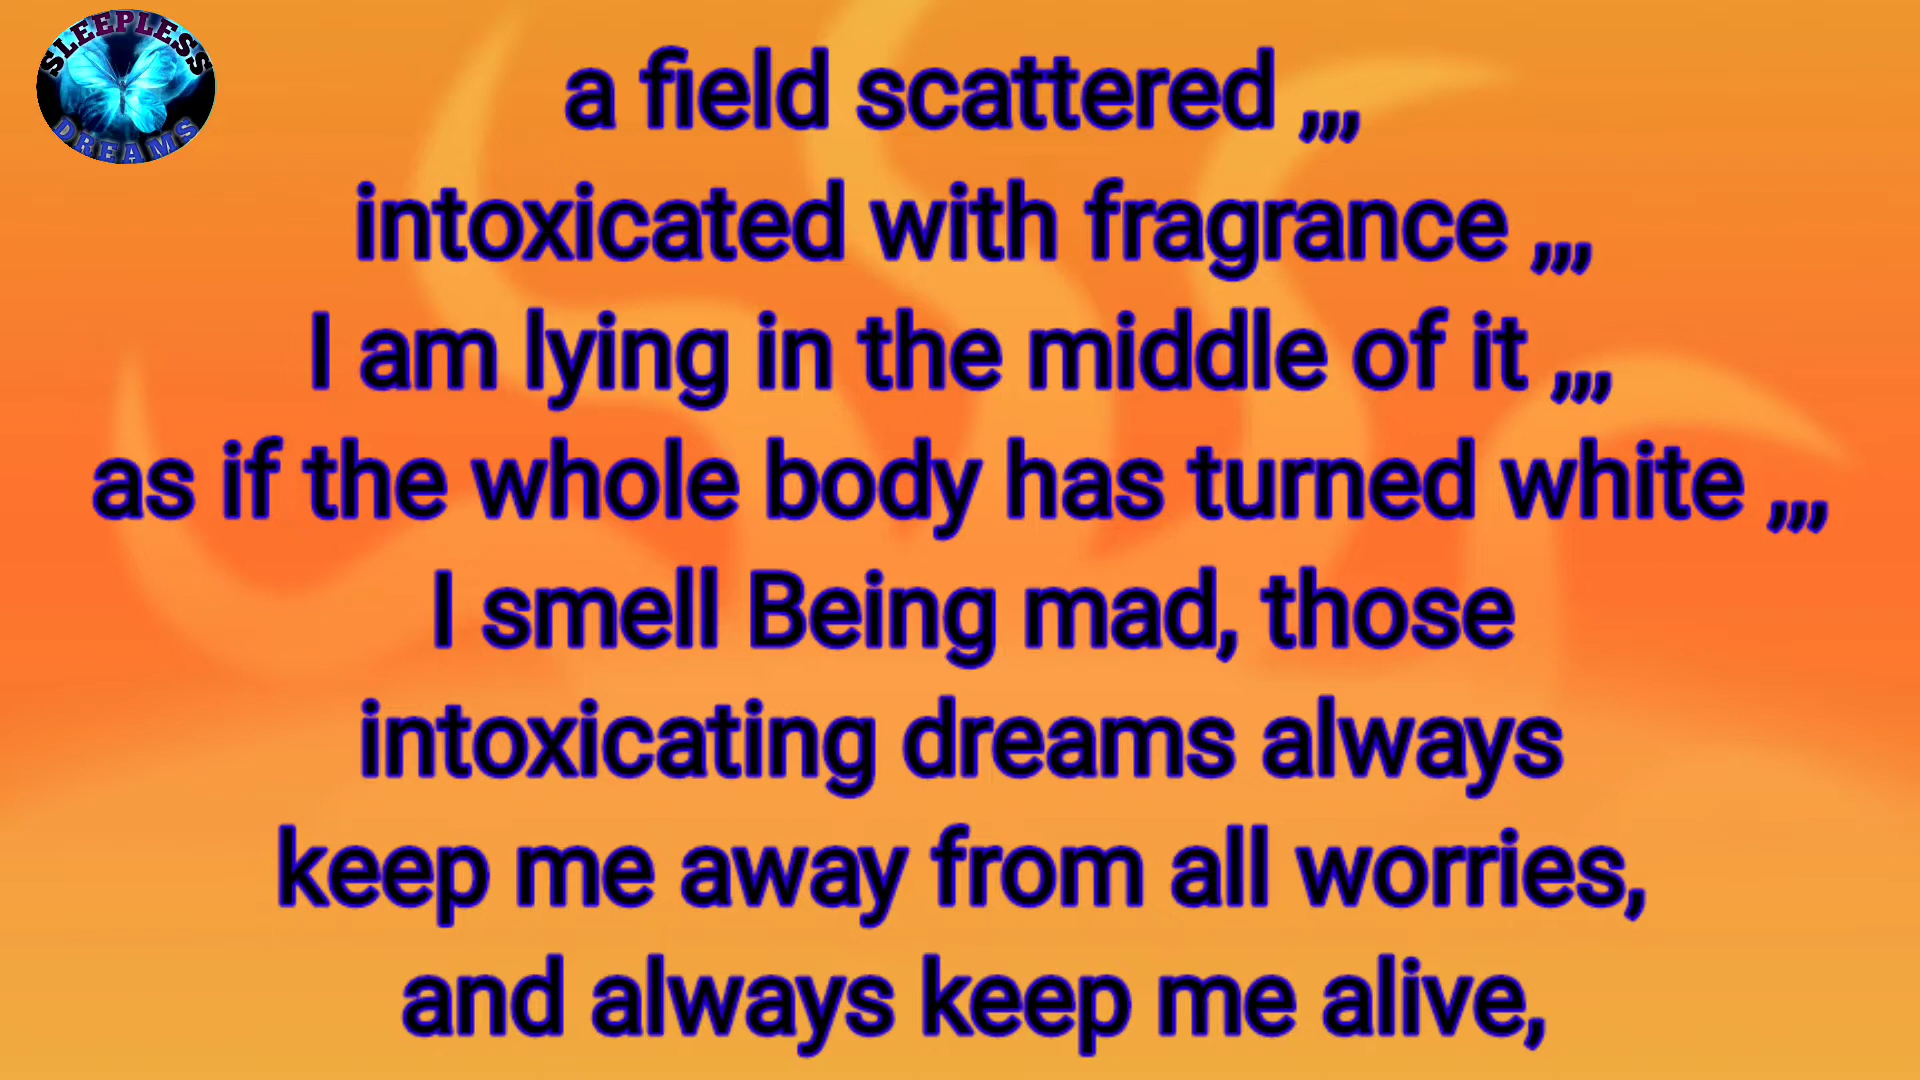 SLEEPLESS
DREAMS
a field scattered ,,,
intoxicated with fragrance ,,,
I am lying in the middle of it ,,,
as if the whole body has turned white ,,,
I smell Being mad, those
intoxicating dreams always
keep me away from all worries,
and always keep me alive,